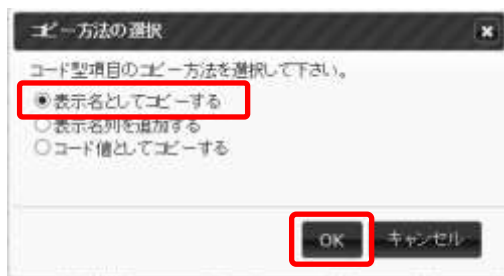 コピー方法の選択
コード型項目のコピー方法を選択して下さい。
表示名としてコピーする
表示名列を追加する
コード値としてコピーする
OK キャンセル